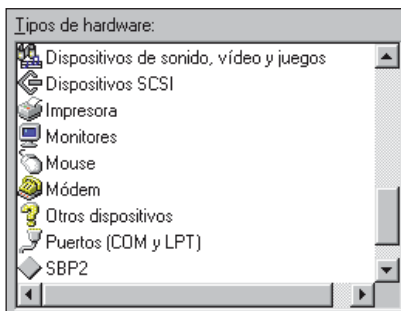 Tipos de hardware:
Dispositivos de sonido, vídeo y juegos
Dispositivos SCSI
Impresora
Monitores
Mouse
Módem
Otros dispositivos
Puertos (COM y LPT)
SBP2